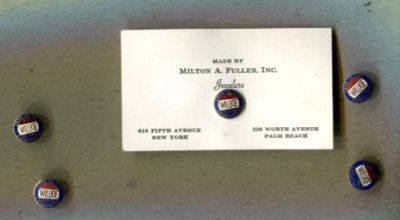 MADE BY
MILTON A. FULLER, INC.
Jewelers
WILLKIE
WILLKIE
WILLKIE
610 FIFTH AVENUE
NEW YORK
256 WORTH AVENUE
PALM BEACH
WILLKIE
WILLKIE